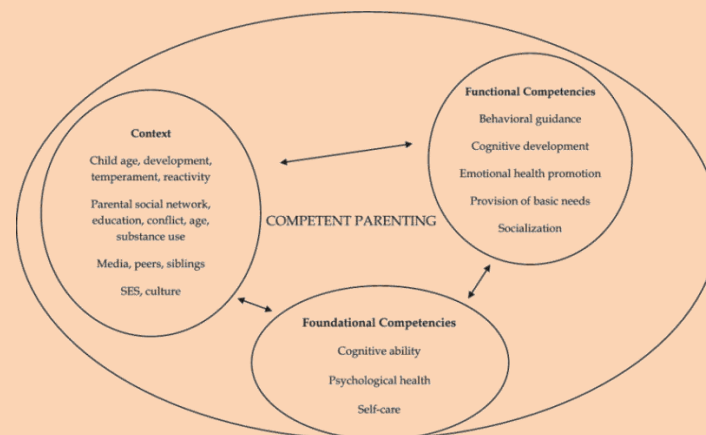 Context
Child age, development,
temperament, reactivity
Parental social network,
education, conflict, age,
substance use
Media, peers, siblings
SES, culture
COMPETENT PARENTING
Functional Competencies
Behavioral guidance
Cognitive development
Emotional health promotion
Provision of basic needs
Socialization
Foundational Competencies
Cognitive ability
Psychological health
Self-care